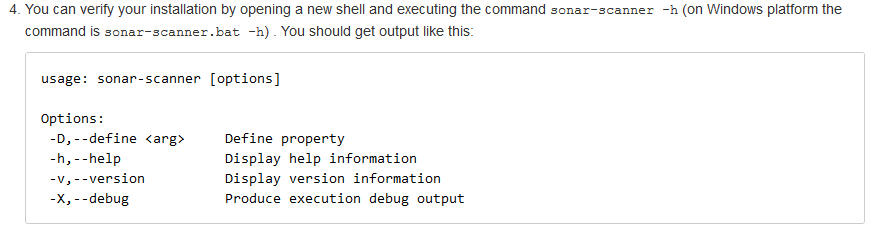 4. You can verify your installation by opening a new shell and executing the command sonar-scanner -h (on Windows platform the
command is sonar-scanner.bat -h) . You should get output like this:
usage: sonar-scanner [options]
Options:
-D,--define <arg> Define property
-h,--help Display help information
-v,--version Display version information
-X,--debug Produce execution debug output